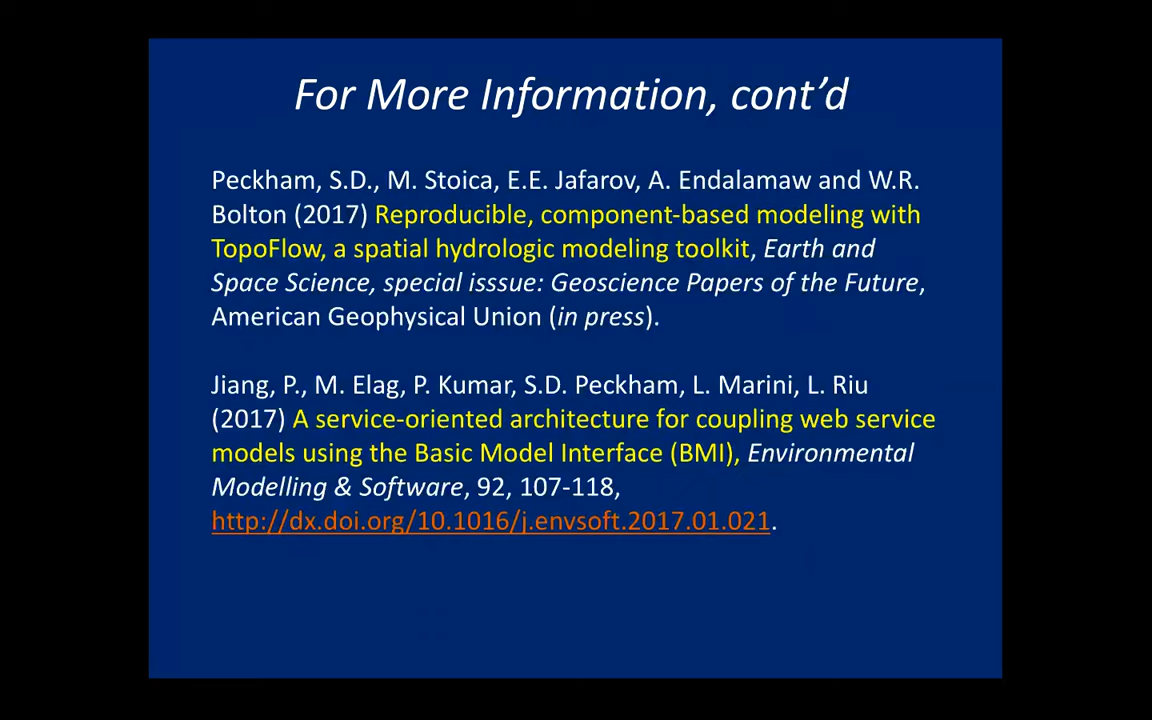 For More Information, cont’d
Peckham, S.D., M. Stoica, E.E. Jafarov, A. Endalamaw and W.R.
Bolton (2017) Reproducible, component-based modeling with
TopoFlow, a spatial hydrologic modeling toolkit, Earth and
Space Science, special isssue: Geoscience Papers of the Future,
American Geophysical Union (in press).
Jiang, P., M. Elag, P. Kumar, S.D. Peckham, L. Marini, L. Riu
(2017) A service-oriented architecture for coupling web service
models using the Basic Model Interface (BMI), Environmental
Modelling & Software, 92, 107-118,
http://dx.doi.org/10.1016/j.envsoft.2017.01.021.